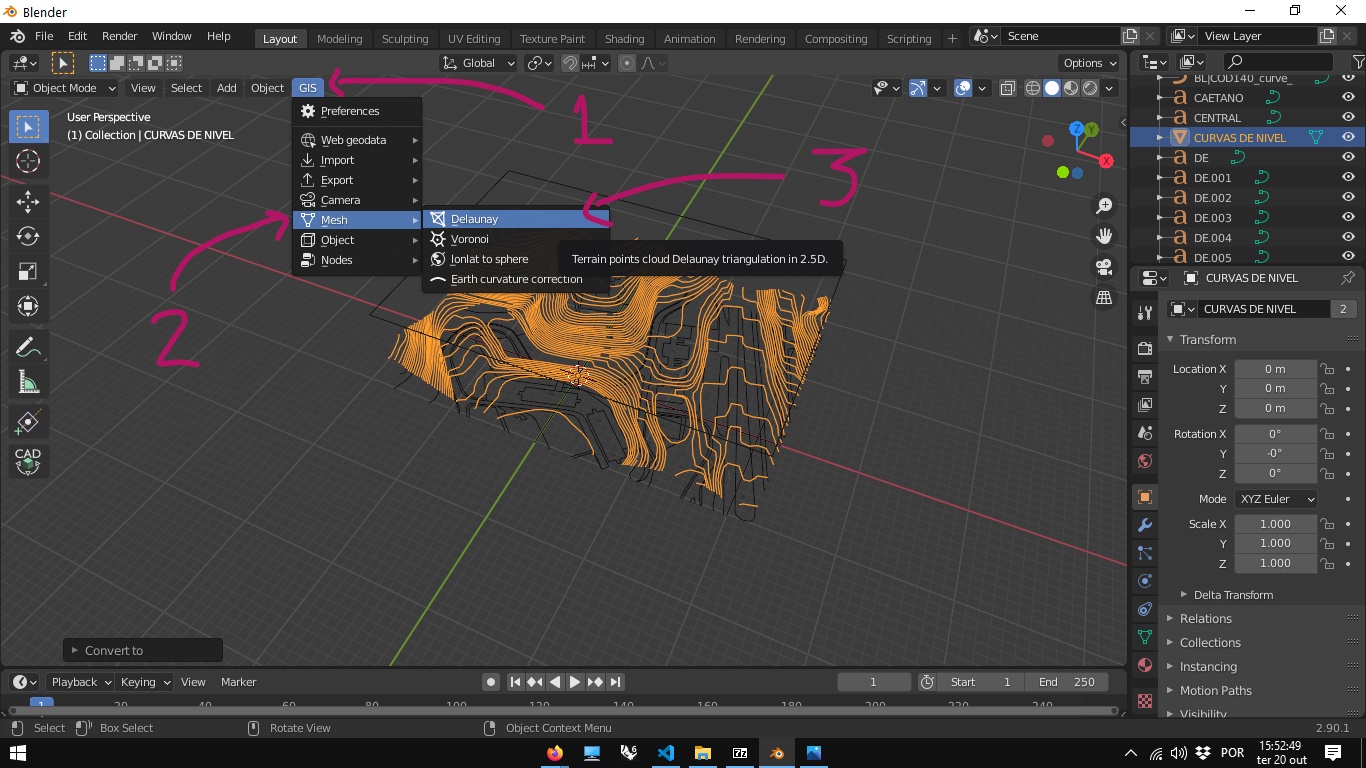 Blender
File Edit Render Window Help Layout Modeling Sculpting UV Editing Texture Paint Shading Animation Rendering Compositing Scripting + Scene View Layer
Global Options
Object Mode View Select Add Object GIS
User Perspective
(1) Collection | CURVAS DE NIVEL
Preferences
Web geodata
Import
Export
Camera
Mesh
Object
Nodes
Delaunay
Voronoi
lonlat to sphere
Earth curvature correction
Terrain points cloud Delaunay triangulation in 2.5D.
1
2
3
Z
Y
X
CAD
Convert to
BL|COD140_curve_
CAETANO
CENTRAL
CURVAS DE NIVEL
DE
DE.001
DE.002
DE.003
DE.004
DE.005
CURVAS DE NIVEL
CURVAS DE NIVEL 2
Transform
Location X 0 m
Y 0 m
Z 0 m
Rotation X 0°
Y -0°
Z 0°
Mode XYZ Euler
Scale X 1.000
Y 1.000
Z 1.000
Delta Transform
Relations
Collections
Instancing
Motion Paths
Visibility
Playback Keying View Marker 1 Start 1 End 250
1 20 40 60 80 100 120 140 160 180 200 220 240
Select Box Select Rotate View Object Context Menu 2.90.1
POR
15:52:49
ter 20 out